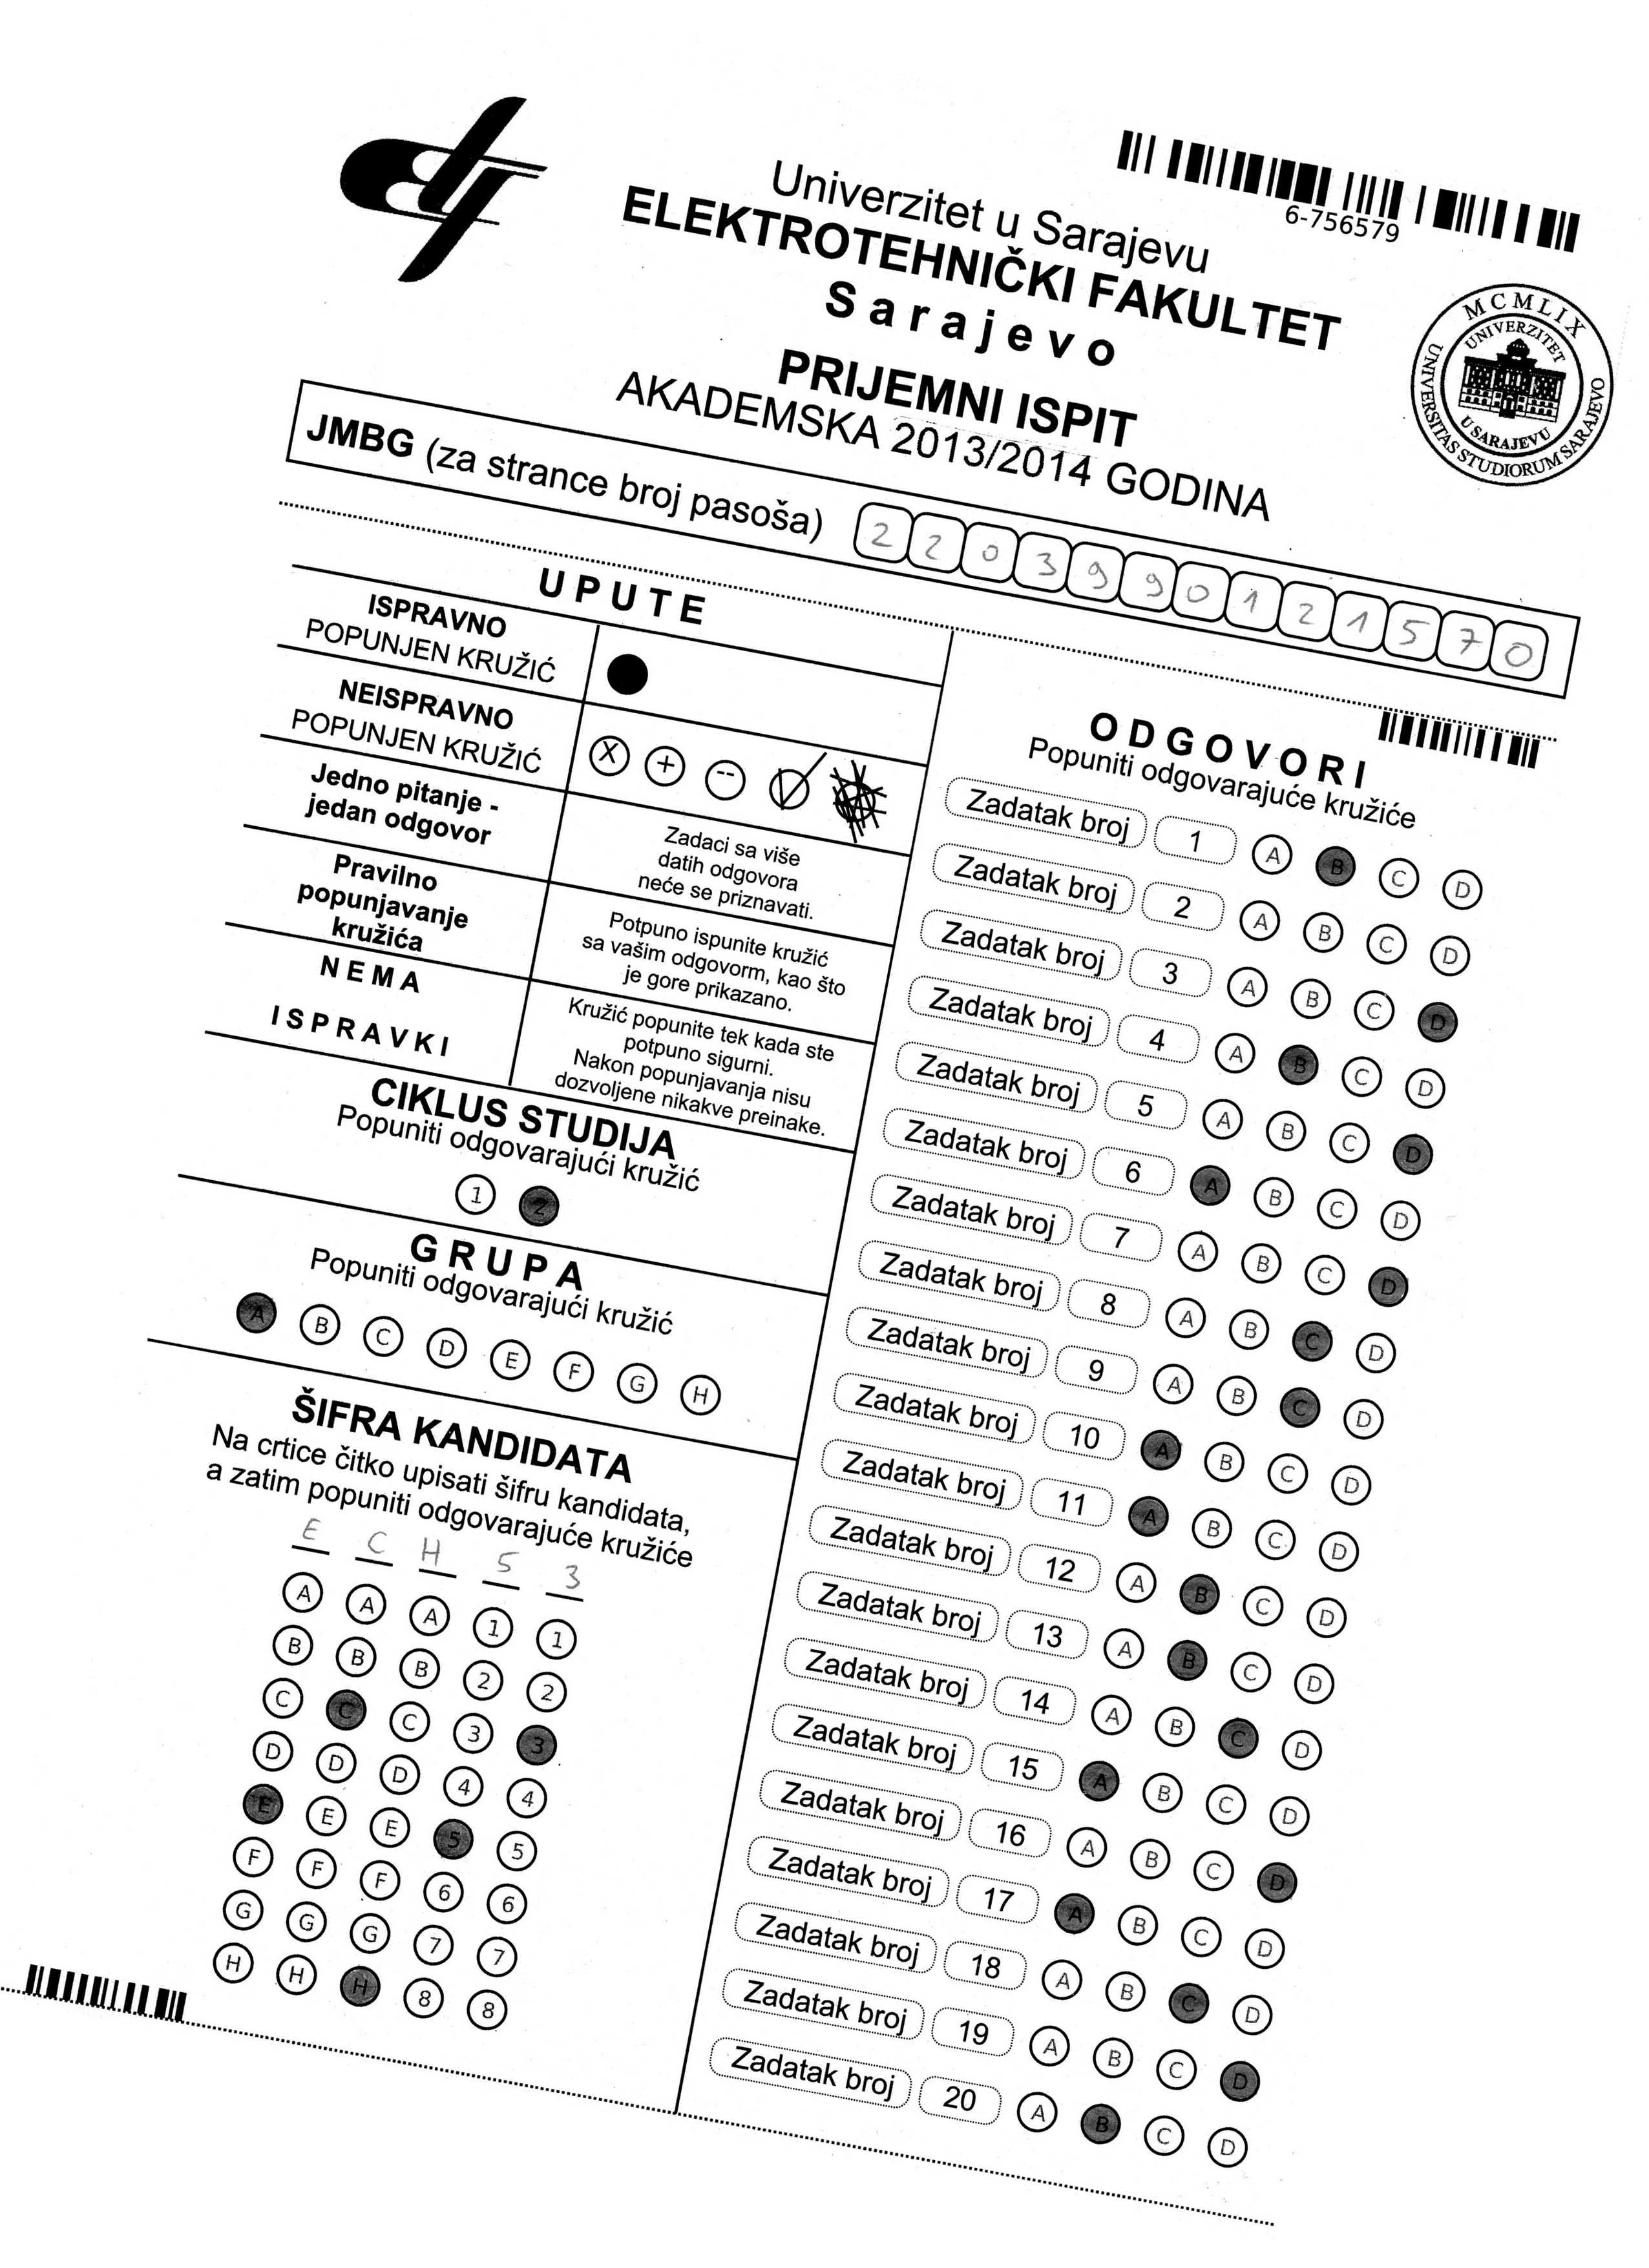 Univerzitet u Sarajevu
ELEKTROTEHNIČKI FAKULTET
Sarajevo
PRIJEMNI ISPIT
AKADEMSKA 2013/2014 GODINA
6-756579
MCMLIX
UNIVERSITAS STUDIORUM SARAJEVO
UNIVERZITET
U SARAJEVU
JMBG (za strance broj pasoša) 2 2 0 3 9 9 0 1 2 1 5 7 0
UPUTE
ISPRAVNO
POPUNJEN KRUŽIĆ
NEISPRAVNO
POPUNJEN KRUŽIĆ
X + --
Jedno pitanje -
jedan odgovor
Zadaci sa više
datih odgovora
neće se priznavati.
Pravilno
popunjavanje
kružića
Potpuno ispunite kružić
sa vašim odgovorm, kao što
je gore prikazano.
NEMA
ISPRAVKI
Kružić popunite tek kada ste
potpuno sigurni.
Nakon popunjavanja nisu
dozvoljene nikakve preinake.
CIKLUS STUDIJA
Popuniti odgovarajući kružić
1 2
GRUPA
Popuniti odgovarajući kružić
A B C D E F G H
ŠIFRA KANDIDATA
Na crtice čitko upisati šifru kandidata,
a zatim popuniti odgovarajuće kružiće
E C H 5 3
A A A 1 1
B B B 2 2
C C C 3 3
D D D 4 4
E E E 5 5
F F F 6 6
G G G 7 7
H H H 8 8
ODGOVORI
Popuniti odgovarajuće kružiće
Zadatak broj 1 A B C D
Zadatak broj 2 A B C D
Zadatak broj 3 A B C D
Zadatak broj 4 A B C D
Zadatak broj 5 A B C D
Zadatak broj 6 A B C D
Zadatak broj 7 A B C D
Zadatak broj 8 A B C D
Zadatak broj 9 A B C D
Zadatak broj 10 A B C D
Zadatak broj 11 A B C D
Zadatak broj 12 A B C D
Zadatak broj 13 A B C D
Zadatak broj 14 A B C D
Zadatak broj 15 A B C D
Zadatak broj 16 A B C D
Zadatak broj 17 A B C D
Zadatak broj 18 A B C D
Zadatak broj 19 A B C D
Zadatak broj 20 A B C D